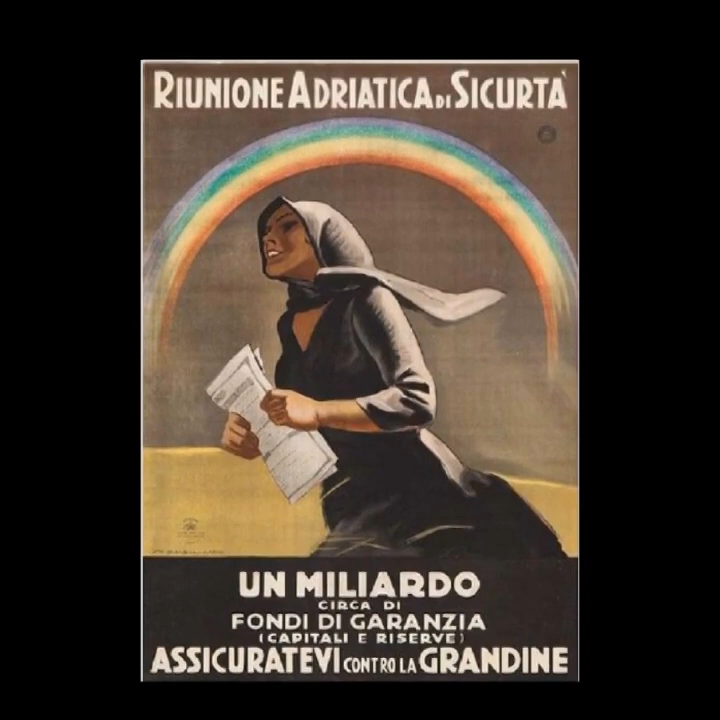 RIUNIONE ADRIATICA DI SICURTÀ
UN MILIARDO
CIRCA DI
FONDI DI GARANZIA
(CAPITALI E RISERVE)
ASSICURATEVI CONTRO LA GRANDINE